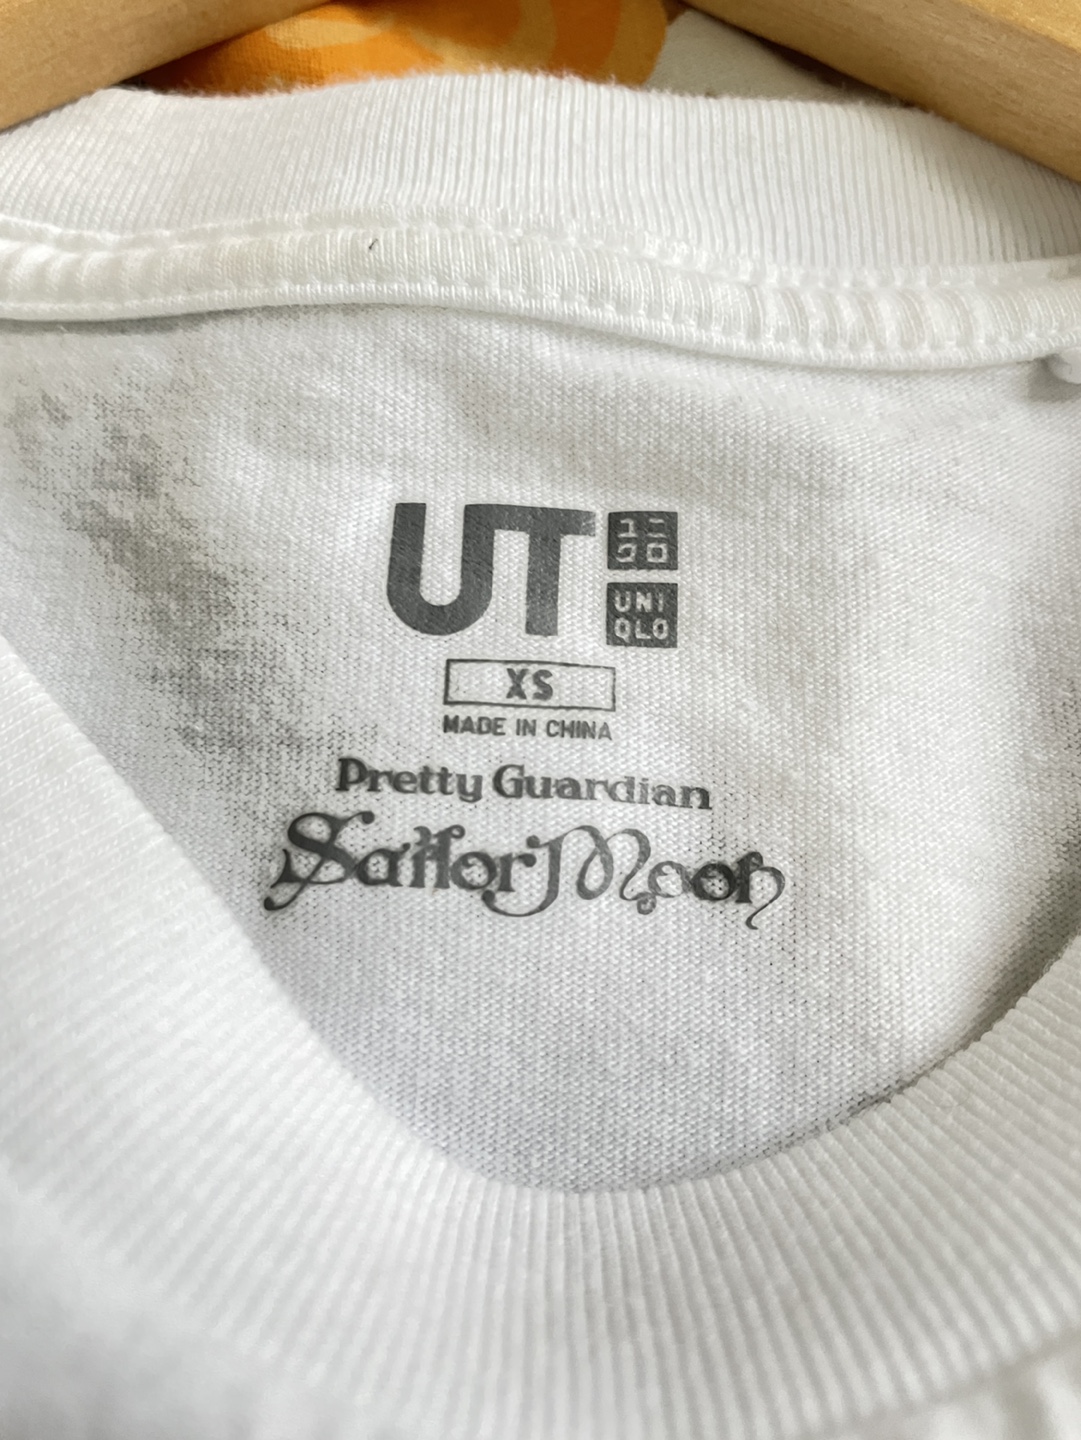 UT
ユニ
クロ
UNI
QLO
XS
MADE IN CHINA
Pretty Guardian
Sailor Moon